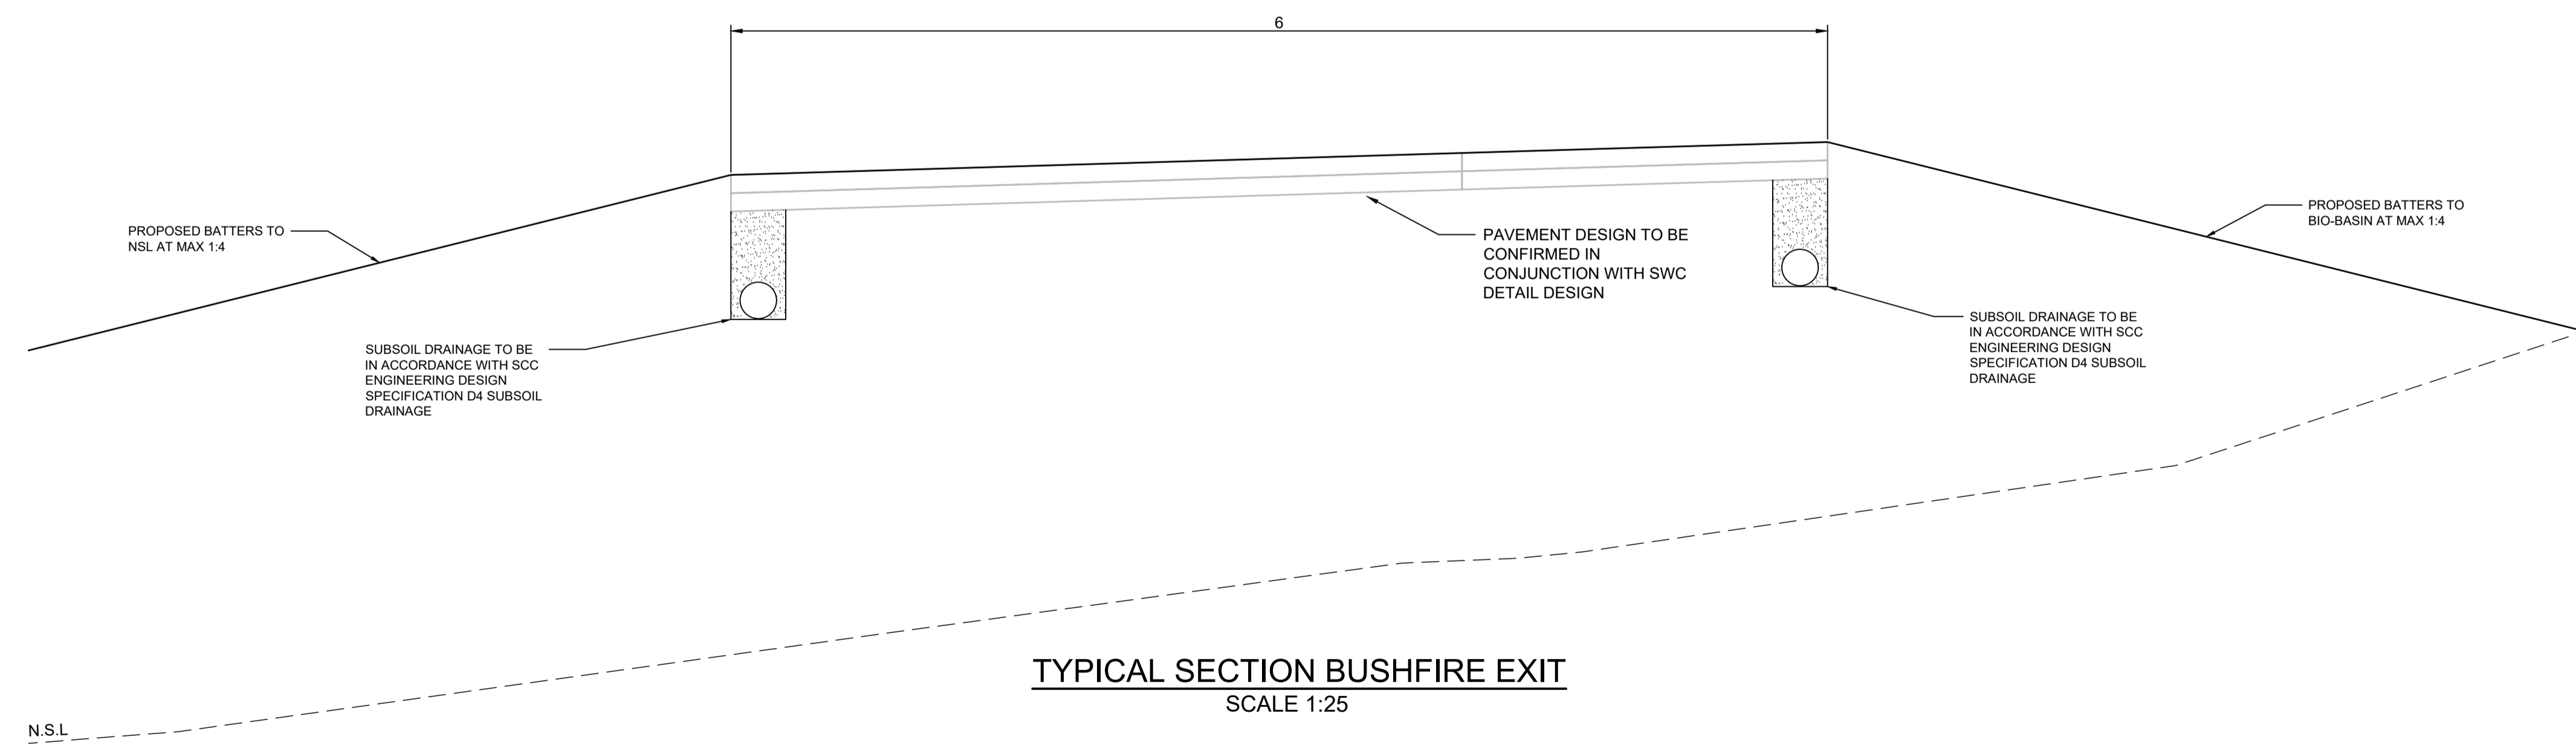 6
PROPOSED BATTERS TO
NSL AT MAX 1:4
PROPOSED BATTERS TO
BIO-BASIN AT MAX 1:4
PAVEMENT DESIGN TO BE
CONFIRMED IN
CONJUNCTION WITH SWC
DETAIL DESIGN
SUBSOIL DRAINAGE TO BE
IN ACCORDANCE WITH SCC
ENGINEERING DESIGN
SPECIFICATION D4 SUBSOIL
DRAINAGE
SUBSOIL DRAINAGE TO BE
IN ACCORDANCE WITH SCC
ENGINEERING DESIGN
SPECIFICATION D4 SUBSOIL
DRAINAGE
TYPICAL SECTION BUSHFIRE EXIT
SCALE 1:25
N.S.L